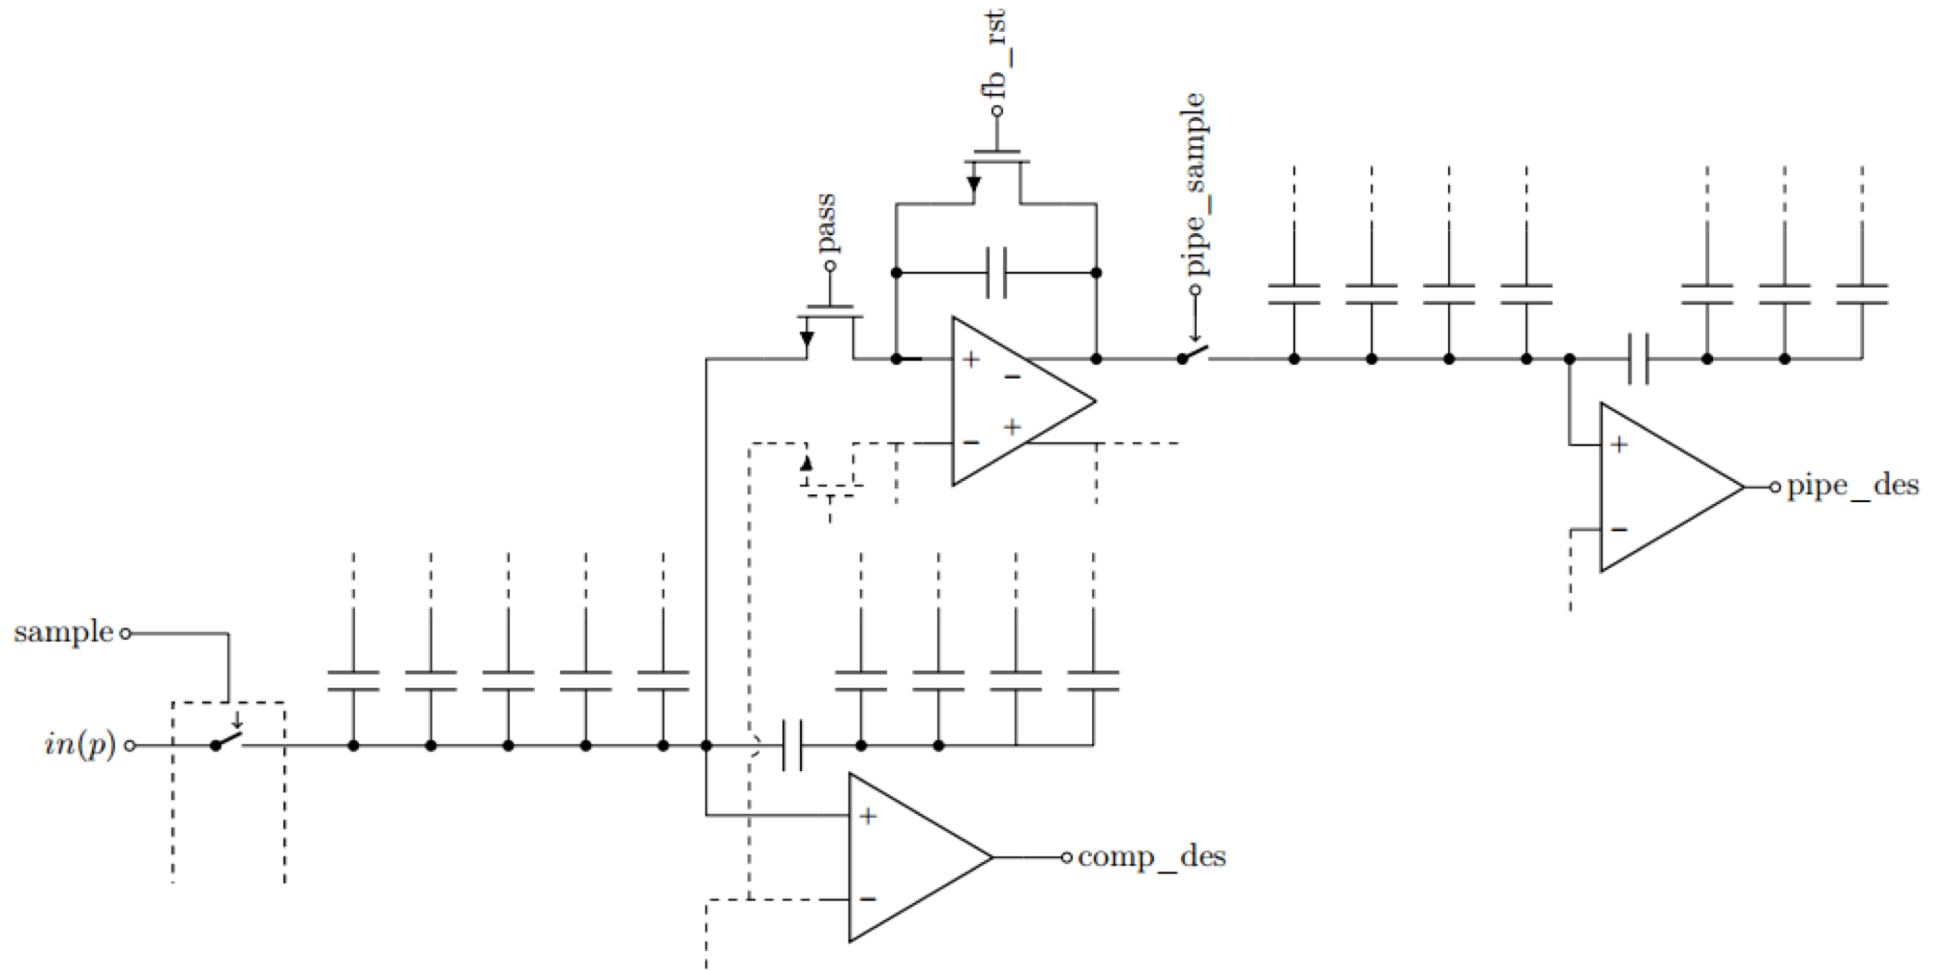 fb_rst
pipe_sample
pass
+
−
−
+
+
−
pipe_des
sample
in(p)
+
−
comp_des